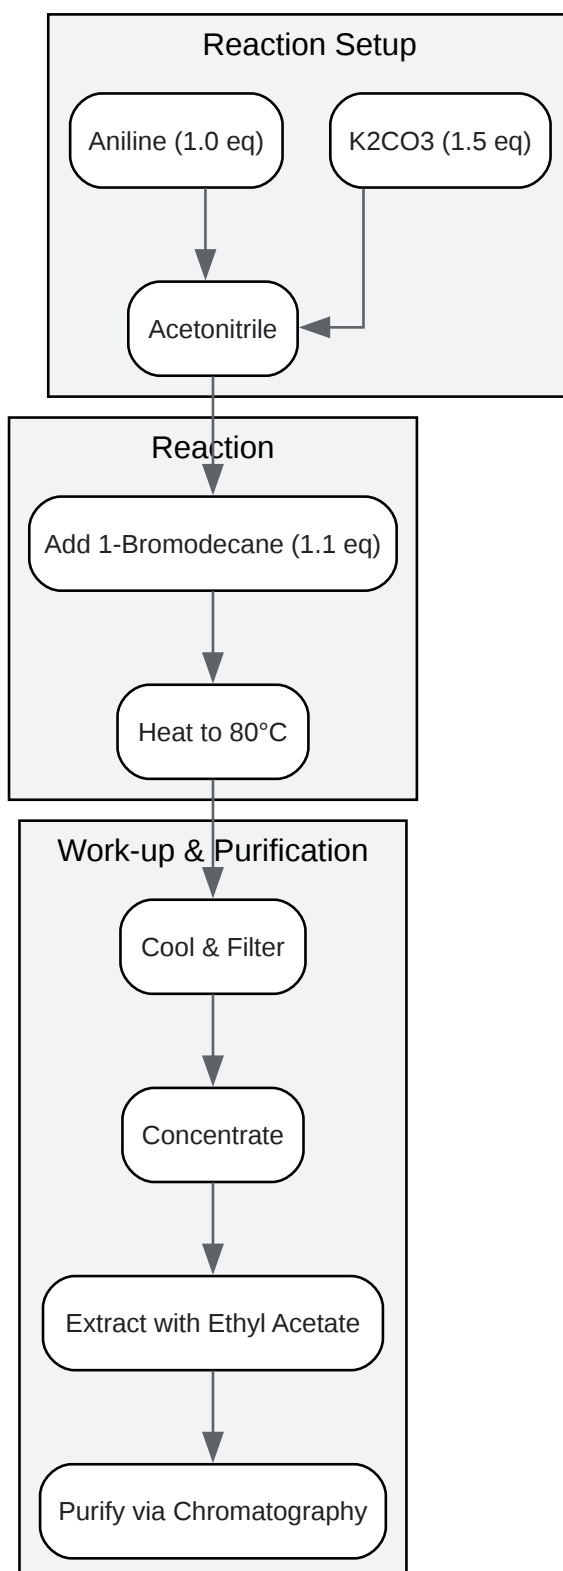 Reaction Setup
Aniline (1.0 eq)
K2CO3 (1.5 eq)
Acetonitrile
Reaction
Add 1-Bromodecane (1.1 eq)
Heat to 80°C
Work-up & Purification
Cool & Filter
Concentrate
Extract with Ethyl Acetate
Purify via Chromatography